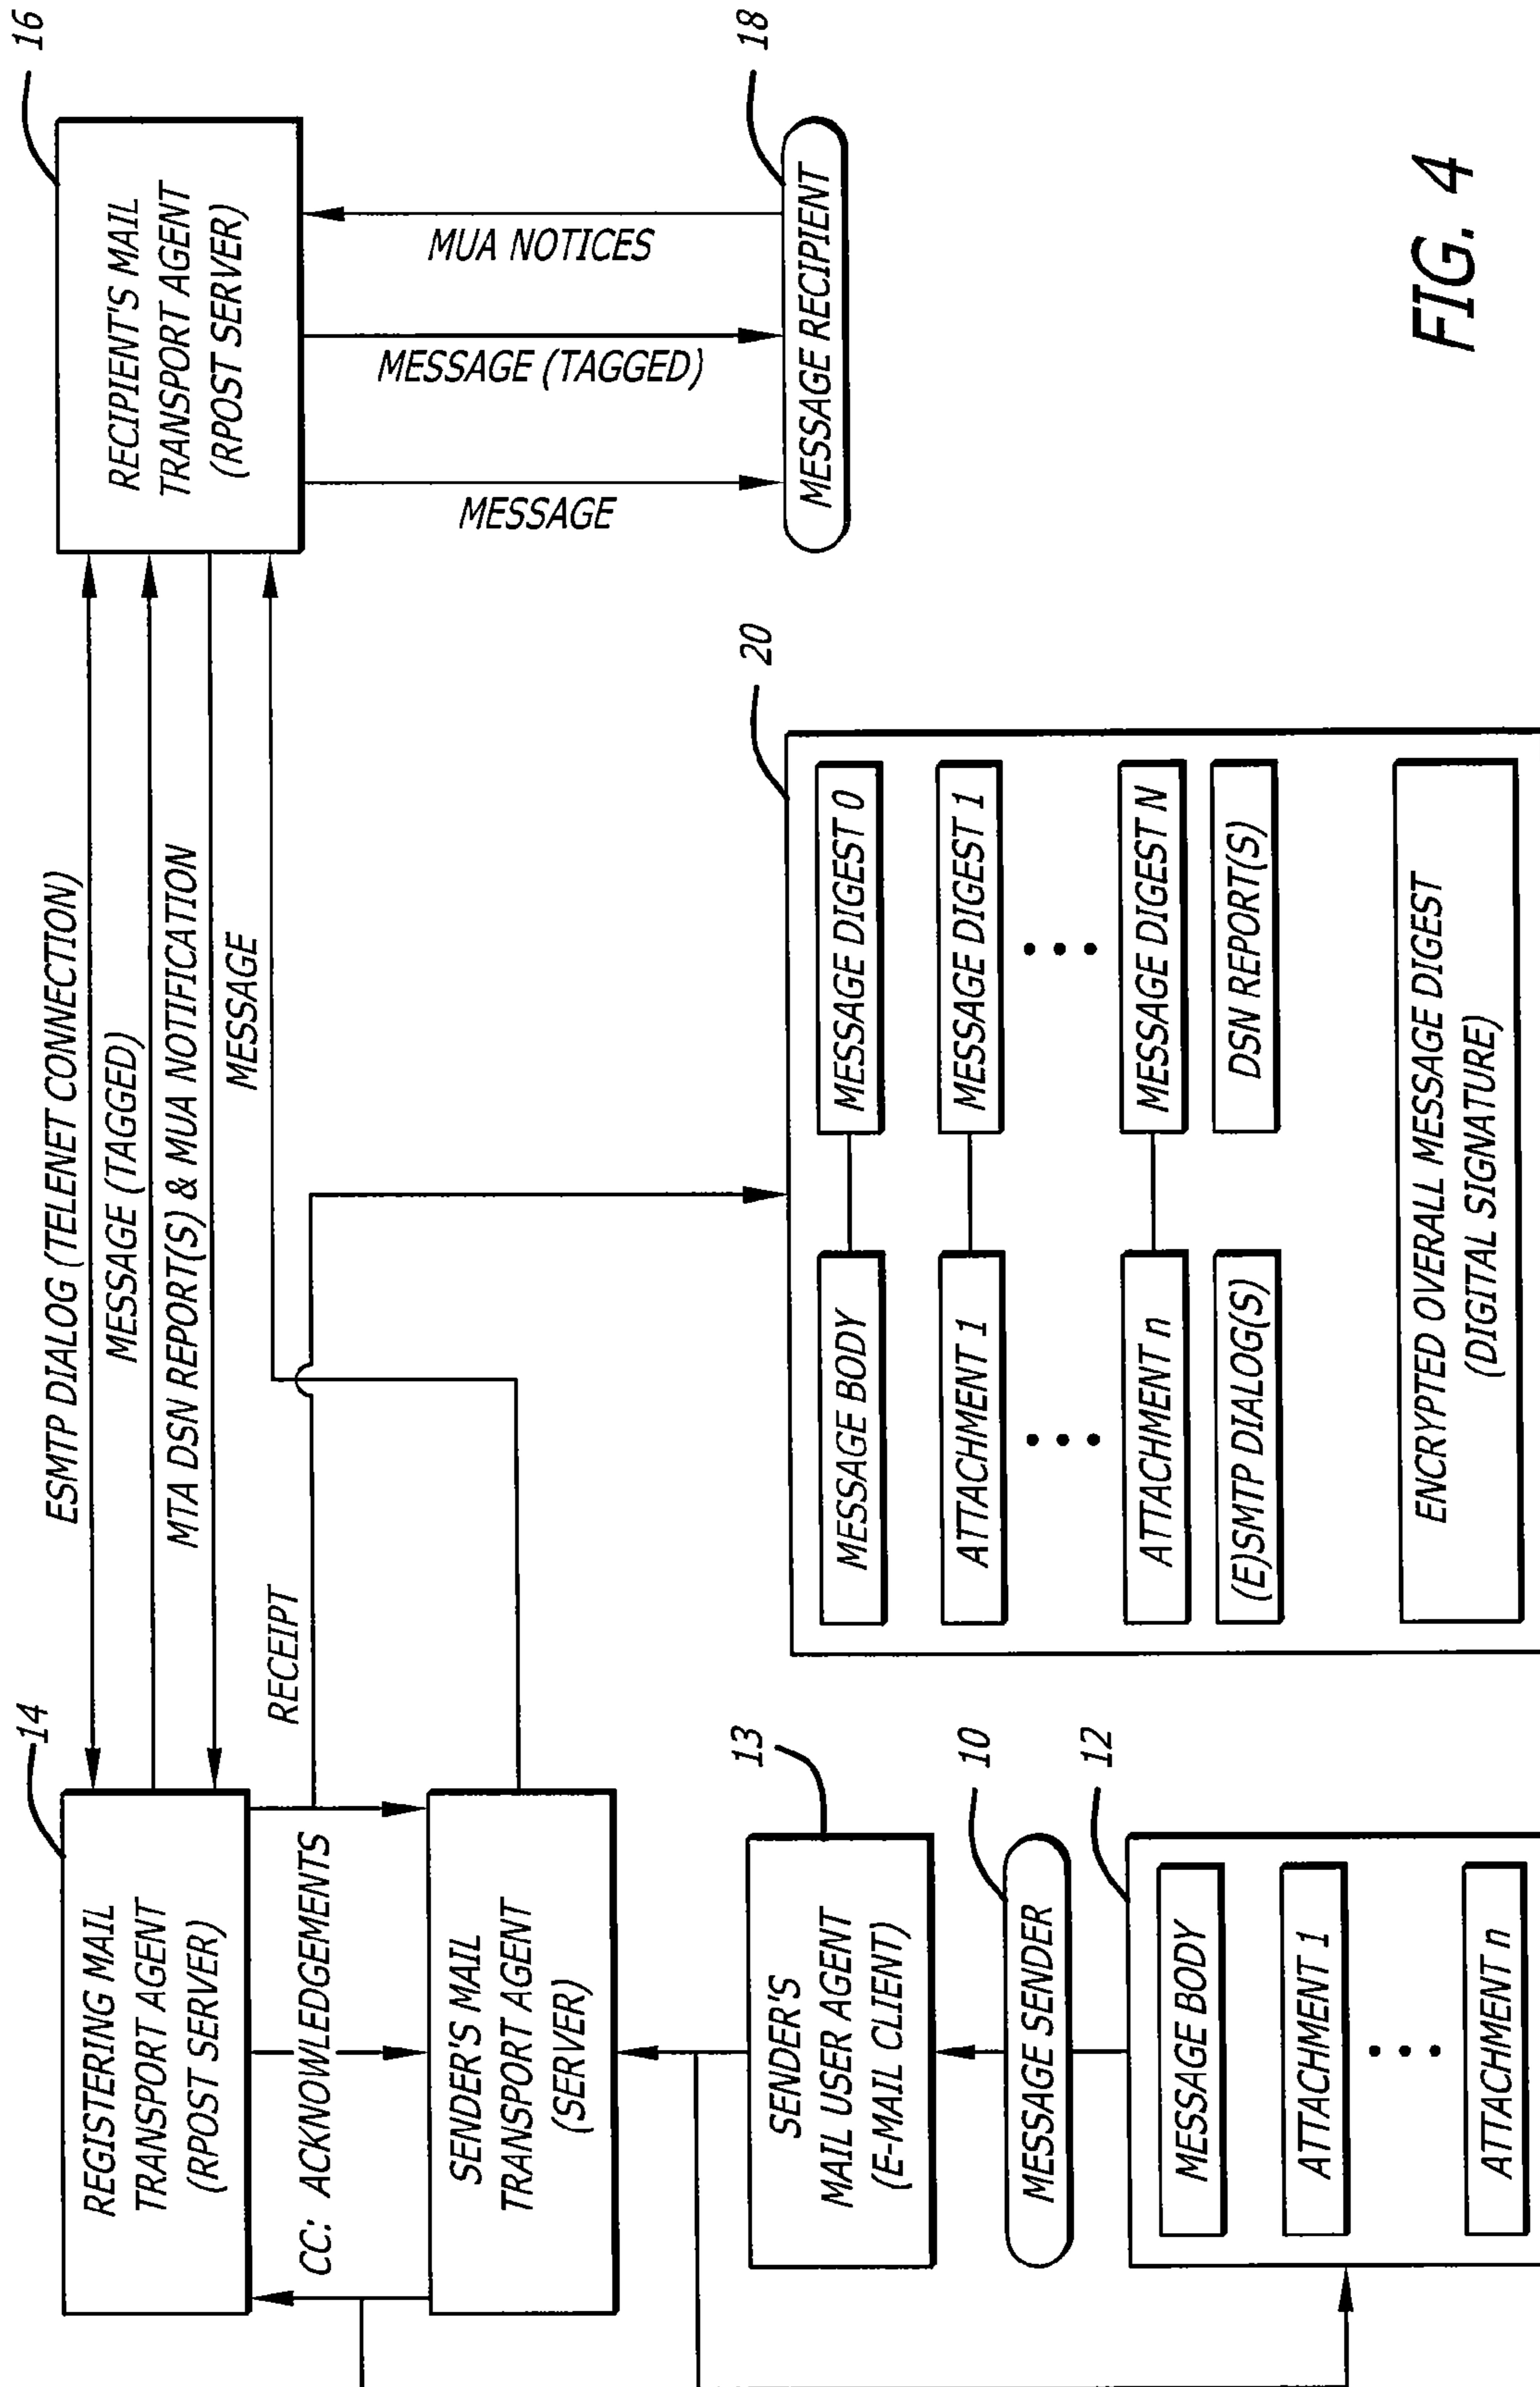 14
REGISTERING MAIL
TRANSPORT AGENT
(RPOST SERVER)
ESMTP DIALOG (TELENET CONNECTION)
MESSAGE (TAGGED)
MTA DSN REPORT(S) & MUA NOTIFICATION
MESSAGE
16
RECIPIENT'S MAIL
TRANSPORT AGENT
(RPOST SERVER)
CC: ACKNOWLEDGEMENTS
RECEIPT
SENDER'S MAIL
TRANSPORT AGENT
(SERVER)
MESSAGE
MESSAGE (TAGGED)
MUA NOTICES
13
SENDER'S
MAIL USER AGENT
(E-MAIL CLIENT)
18
MESSAGE RECIPIENT
10
MESSAGE SENDER
12
MESSAGE BODY
ATTACHMENT 1
ATTACHMENT n
20
MESSAGE BODY
MESSAGE DIGEST 0
ATTACHMENT 1
MESSAGE DIGEST 1
ATTACHMENT n
MESSAGE DIGEST N
(E)SMTP DIALOG(S)
DSN REPORT(S)
ENCRYPTED OVERALL MESSAGE DIGEST
(DIGITAL SIGNATURE)
FIG. 4